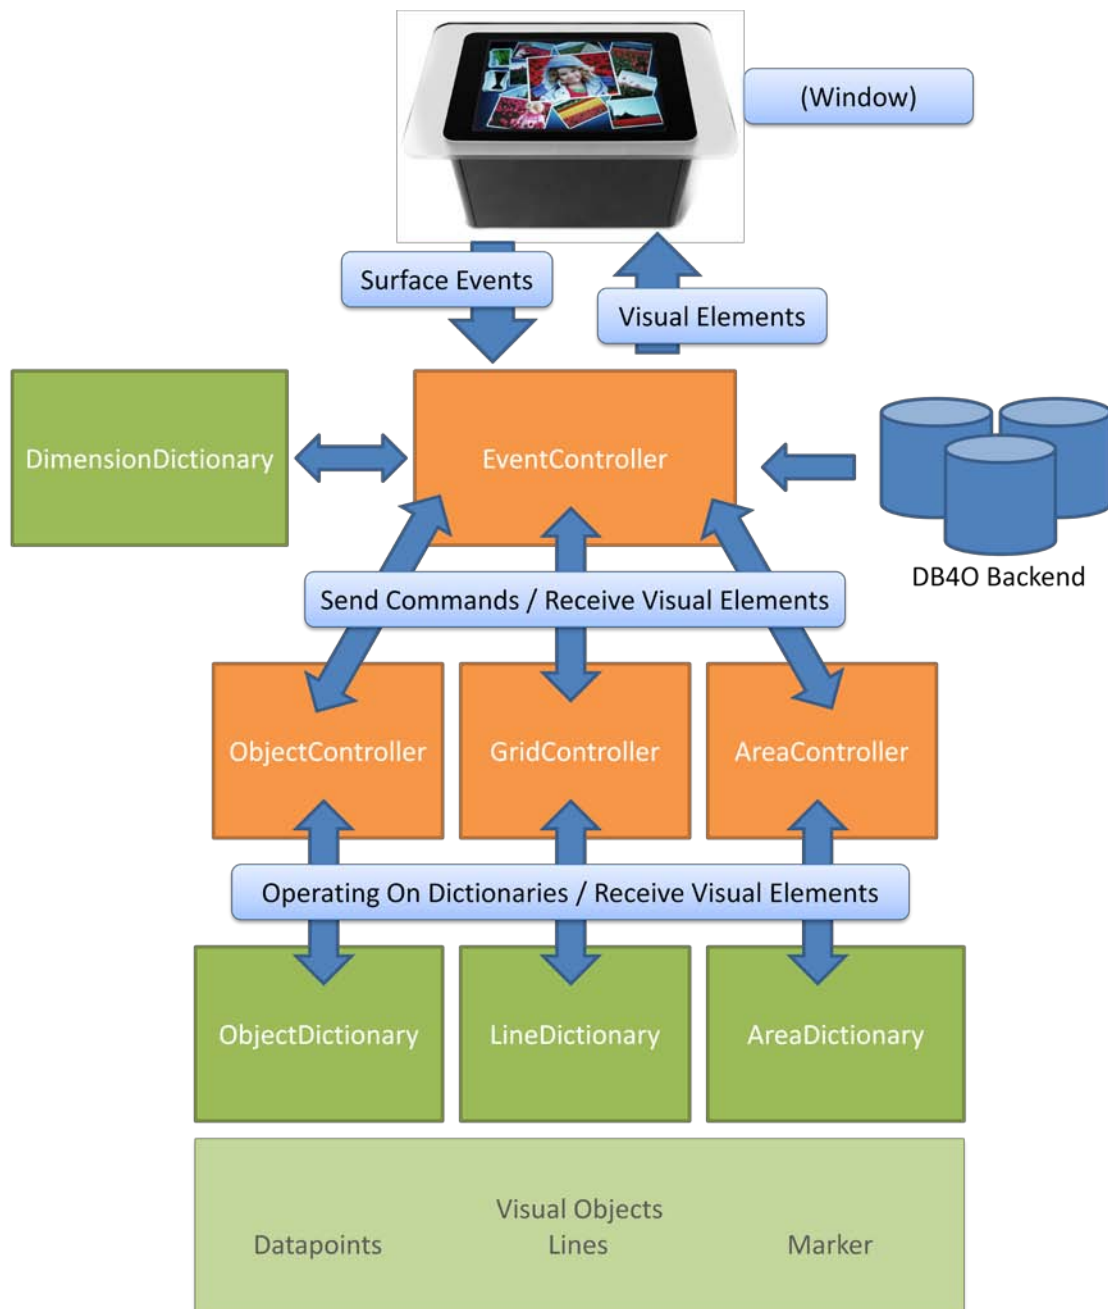 (Window)
Surface Events
Visual Elements
DimensionDictionary
EventController
DB4O Backend
Send Commands / Receive Visual Elements
ObjectController
GridController
AreaController
Operating On Dictionaries / Receive Visual Elements
ObjectDictionary
LineDictionary
AreaDictionary
Visual Objects
Datapoints
Lines
Marker